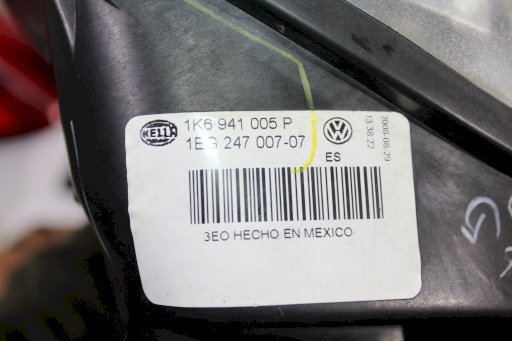 HELLA
1K6 941 005 P
1EG 247 007-07
ES
2008-08-29
13:38:22
3EO HECHO EN MEXICO
G